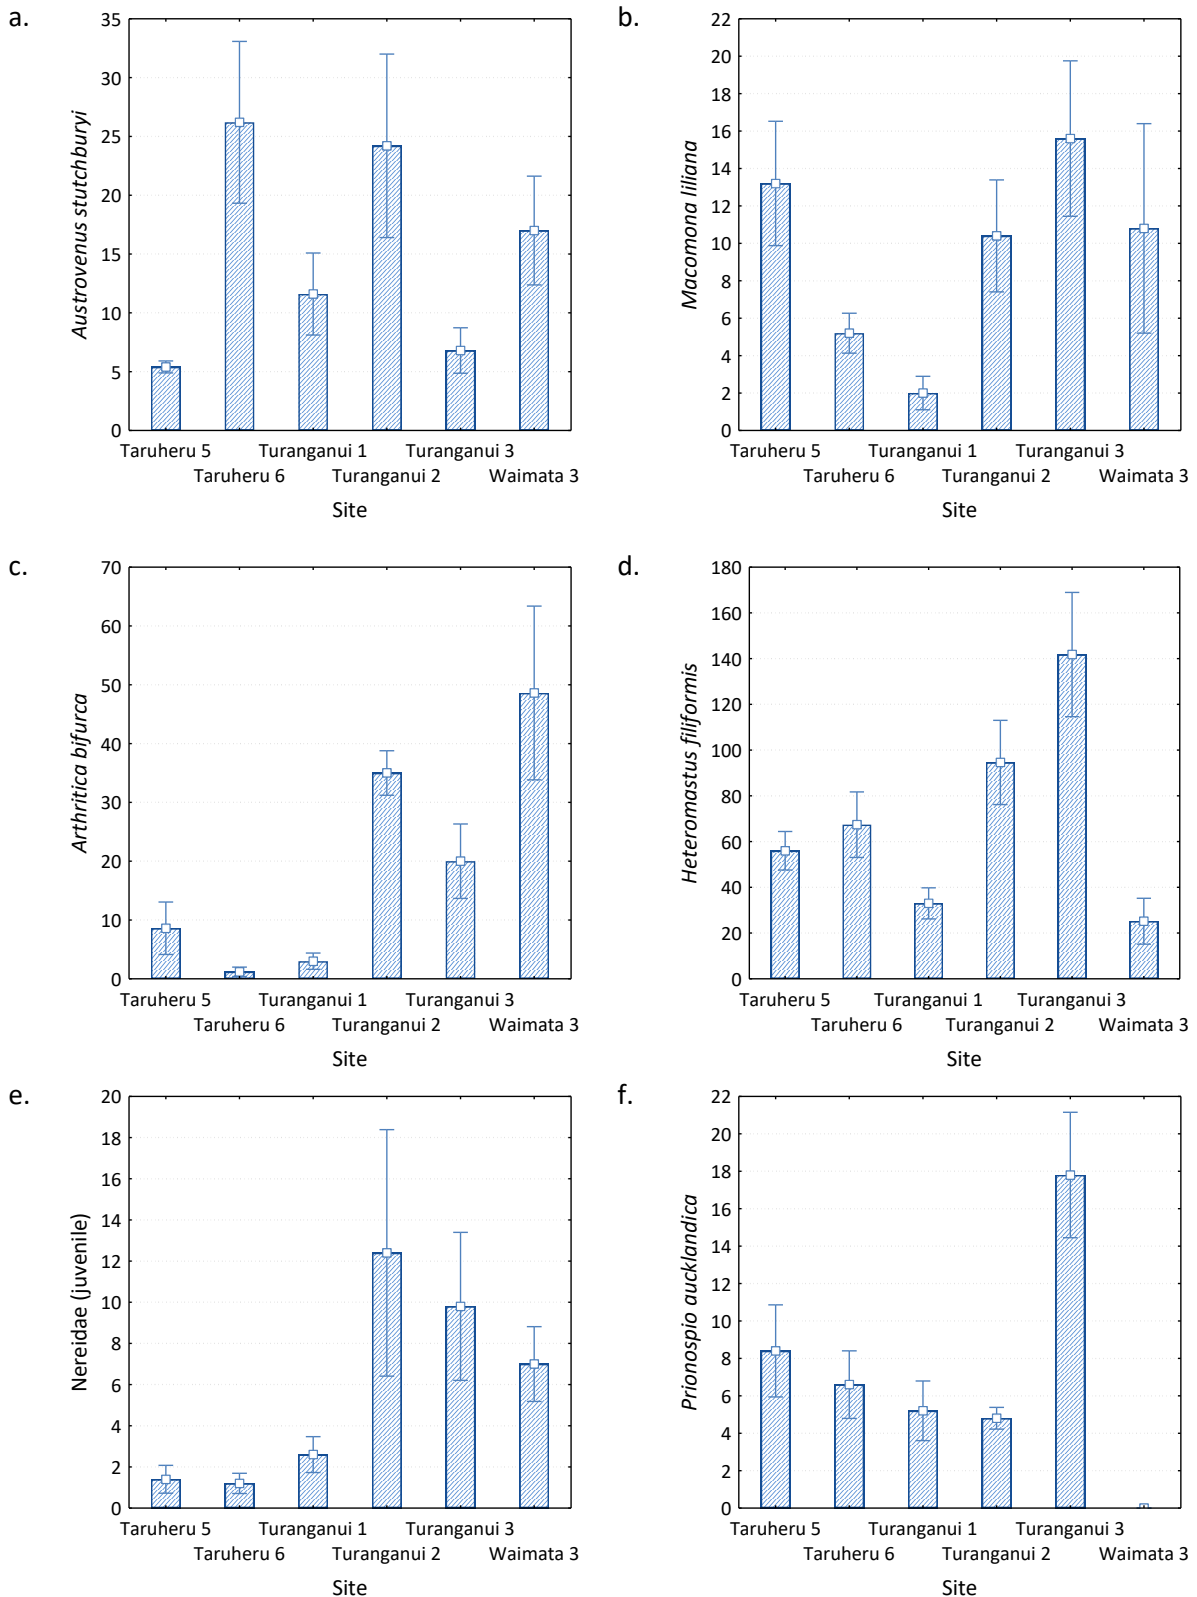 a.
35
30
25
20
15
10
5
0
Austrovenus stutchburyi
Taruheru 5 Turanganui 1 Turanganui 3
Taruheru 6 Turanganui 2 Waimata 3
Site
b.
22
20
18
16
14
12
10
8
6
4
2
0
Macomona liliana
Taruheru 5 Turanganui 1 Turanganui 3
Taruheru 6 Turanganui 2 Waimata 3
Site
c.
70
60
50
40
30
20
10
0
Arthritica bifurca
Taruheru 5 Turanganui 1 Turanganui 3
Taruheru 6 Turanganui 2 Waimata 3
Site
d.
180
160
140
120
100
80
60
40
20
0
Heteromastus filiformis
Taruheru 5 Turanganui 1 Turanganui 3
Taruheru 6 Turanganui 2 Waimata 3
Site
e.
20
18
16
14
12
10
8
6
4
2
0
Nereidae (juvenile)
Taruheru 5 Turanganui 1 Turanganui 3
Taruheru 6 Turanganui 2 Waimata 3
Site
f.
22
20
18
16
14
12
10
8
6
4
2
0
Prionospio aucklandica
Taruheru 5 Turanganui 1 Turanganui 3
Taruheru 6 Turanganui 2 Waimata 3
Site